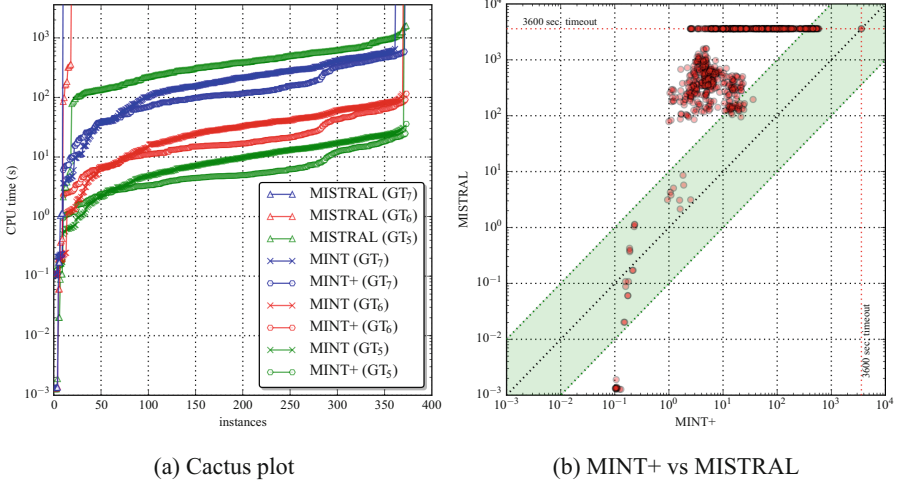 3600 sec. timeout
10³
10²
10¹
10⁰
10⁻¹
10⁻²
10⁻³
CPU time (s)
0 50 100 150 200 250 300 350 400
instances
MISTRAL (GT₇)
MISTRAL (GT₆)
MISTRAL (GT₅)
MINT (GT₇)
MINT+ (GT₇)
MINT (GT₆)
MINT+ (GT₆)
MINT (GT₅)
MINT+ (GT₅)
(a) Cactus plot
10⁴
3600 sec. timeout
10³
10²
10¹
10⁰
10⁻¹
10⁻²
10⁻³
MISTRAL
3600 sec. timeout
10⁻³ 10⁻² 10⁻¹ 10⁰ 10¹ 10² 10³ 10⁴
MINT+
(b) MINT+ vs MISTRAL